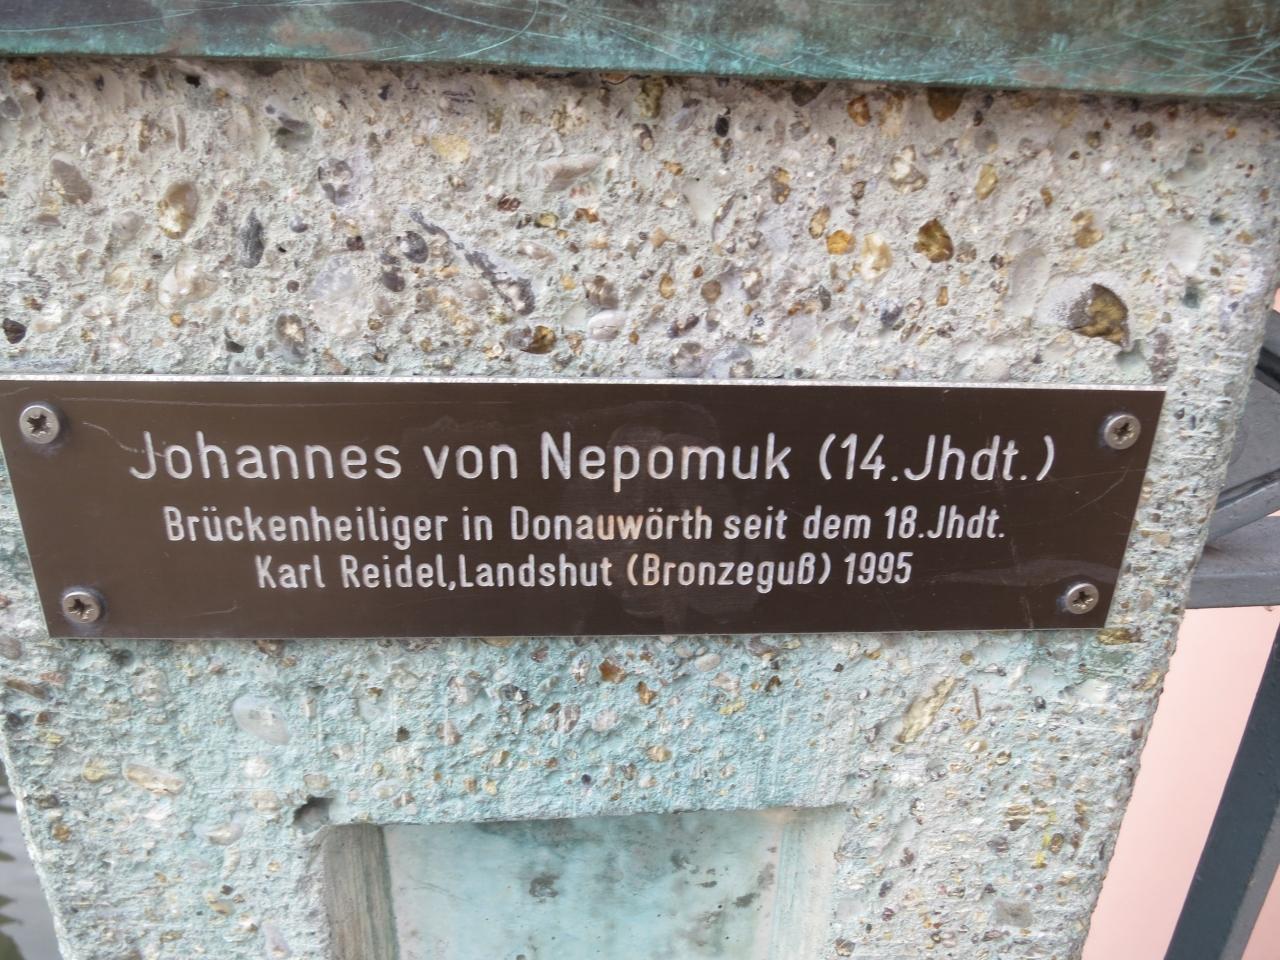 Johannes von Nepomuk (14.Jhdt.)
Brückenheiliger in Donauwörth seit dem 18.Jhdt.
Karl Reidel,Landshut (Bronzeguß) 1995